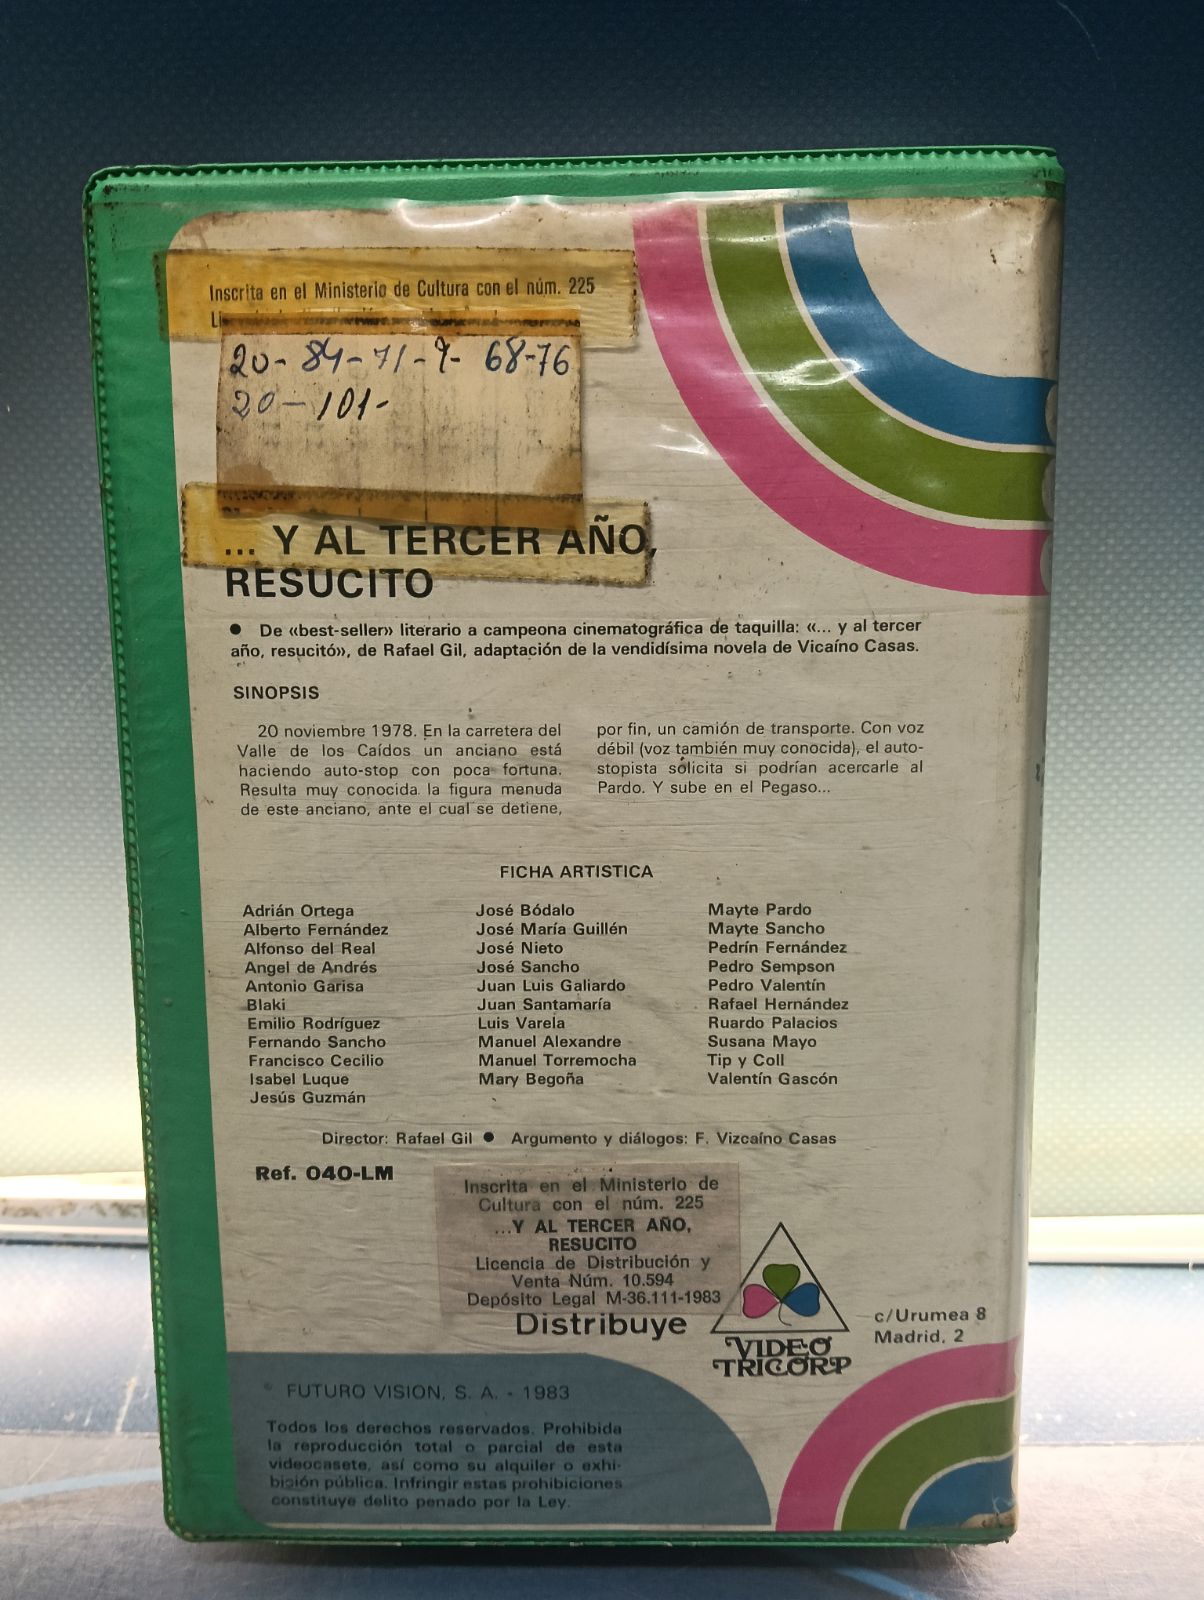 Inscrita en el Ministerio de Cultura con el núm. 225
20- 84-71-9- 68-76
20-101-
... Y AL TERCER AÑO,
RESUCITO
● De «best-seller» literario a campeona cinematográfica de taquilla: «... y al tercer
año, resucitó», de Rafael Gil, adaptación de la vendidísima novela de Vicaíno Casas.
SINOPSIS
20 noviembre 1978. En la carretera del
Valle de los Caídos un anciano está
haciendo auto-stop con poca fortuna.
Resulta muy conocida la figura menuda
de este anciano, ante el cual se detiene,
por fin, un camión de transporte. Con voz
débil (voz también muy conocida), el auto-
stopista solicita si podrían acercarle al
Pardo. Y sube en el Pegaso...
FICHA ARTISTICA
Adrián Ortega
Alberto Fernández
Alfonso del Real
Angel de Andrés
Antonio Garisa
Blaki
Emilio Rodríguez
Fernando Sancho
Francisco Cecilio
Isabel Luque
Jesús Guzmán
José Bódalo
José María Guillén
José Nieto
José Sancho
Juan Luis Galiardo
Juan Santamaría
Luis Varela
Manuel Alexandre
Manuel Torremocha
Mary Begoña
Mayte Pardo
Mayte Sancho
Pedrín Fernández
Pedro Sempson
Pedro Valentín
Rafael Hernández
Ruardo Palacios
Susana Mayo
Tip y Coll
Valentín Gascón
Director: Rafael Gil ● Argumento y diálogos: F. Vizcaíno Casas
Ref. 040-LM
Inscrita en el Ministerio de
Cultura con el núm. 225
...Y AL TERCER AÑO,
RESUCITO
Licencia de Distribución y
Venta Núm. 10.594
Depósito Legal M-36.111-1983
Distribuye
VIDEO
TRICORP
c/Urumea 8
Madrid, 2
© FUTURO VISION, S. A. - 1983
Todos los derechos reservados. Prohibida
la reproducción total o parcial de esta
videocasete, así como su alquiler o exhi-
bición pública. Infringir estas prohibiciones
constituye delito penado por la Ley.